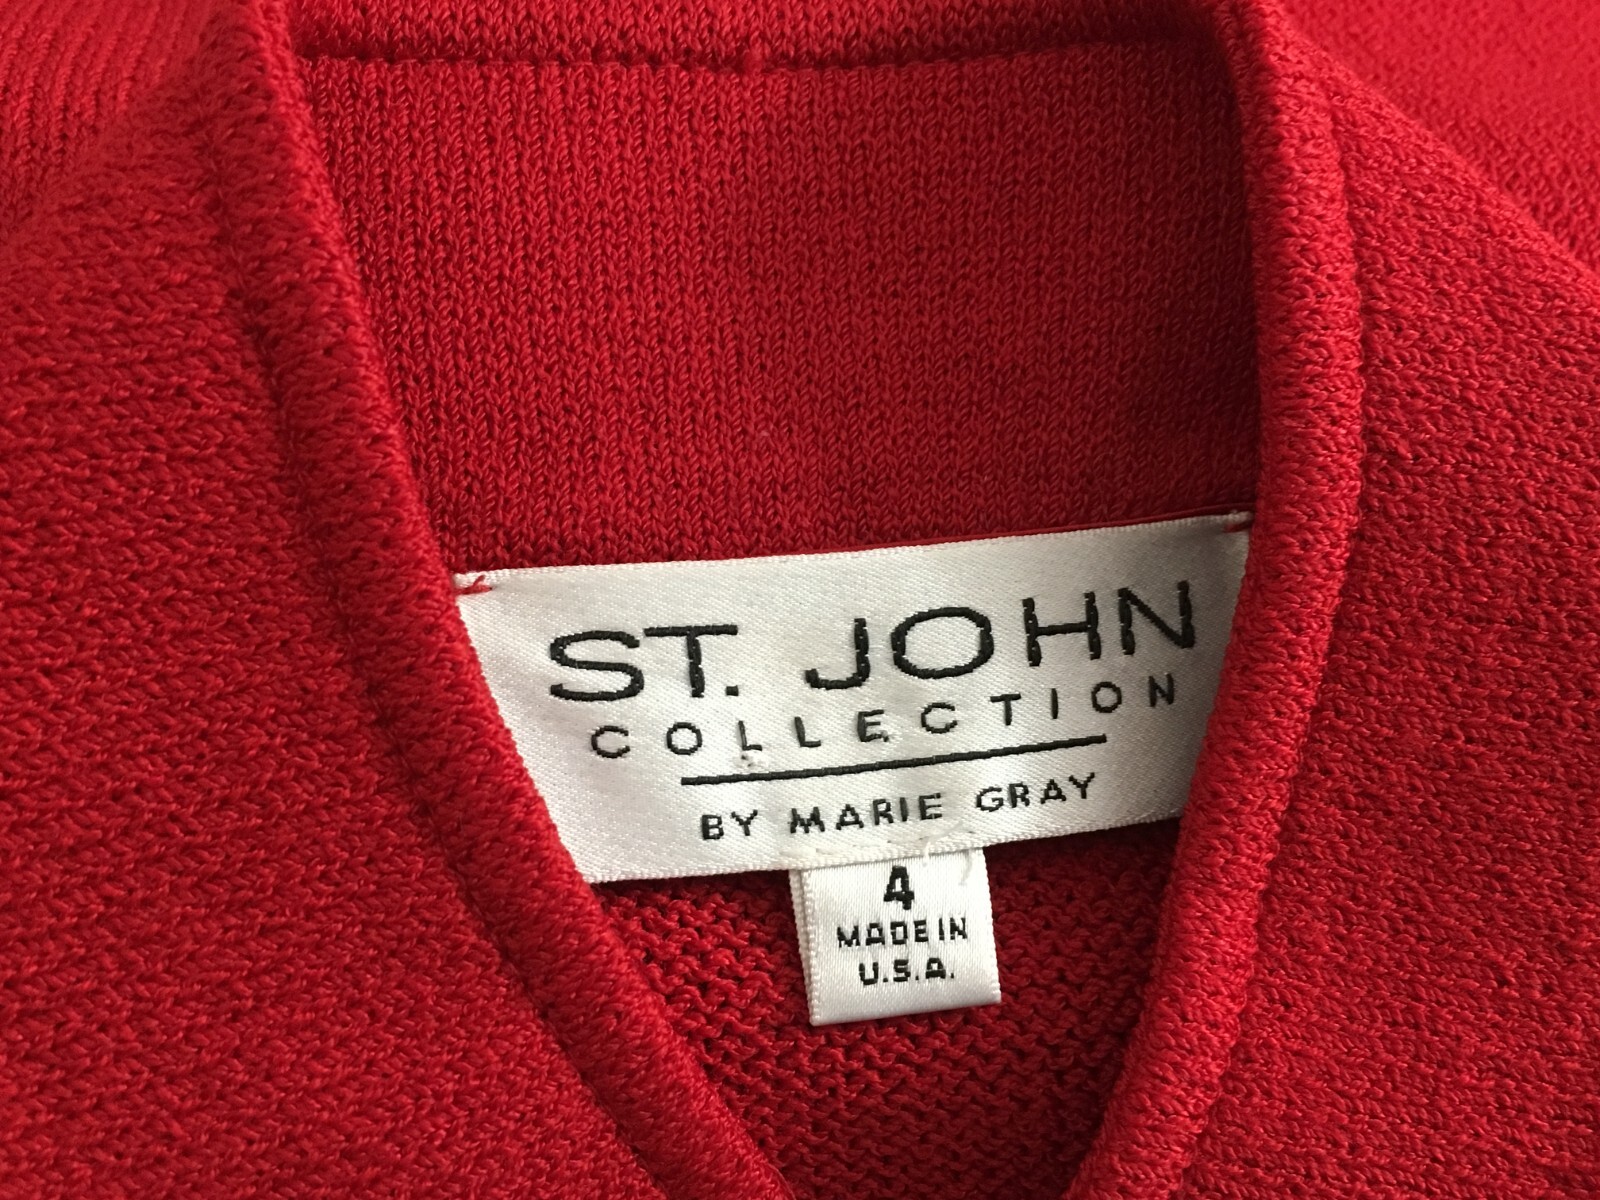 ST. JOHN
COLLECTION
BY MARIE GRAY
4
MADE IN
U.S.A.